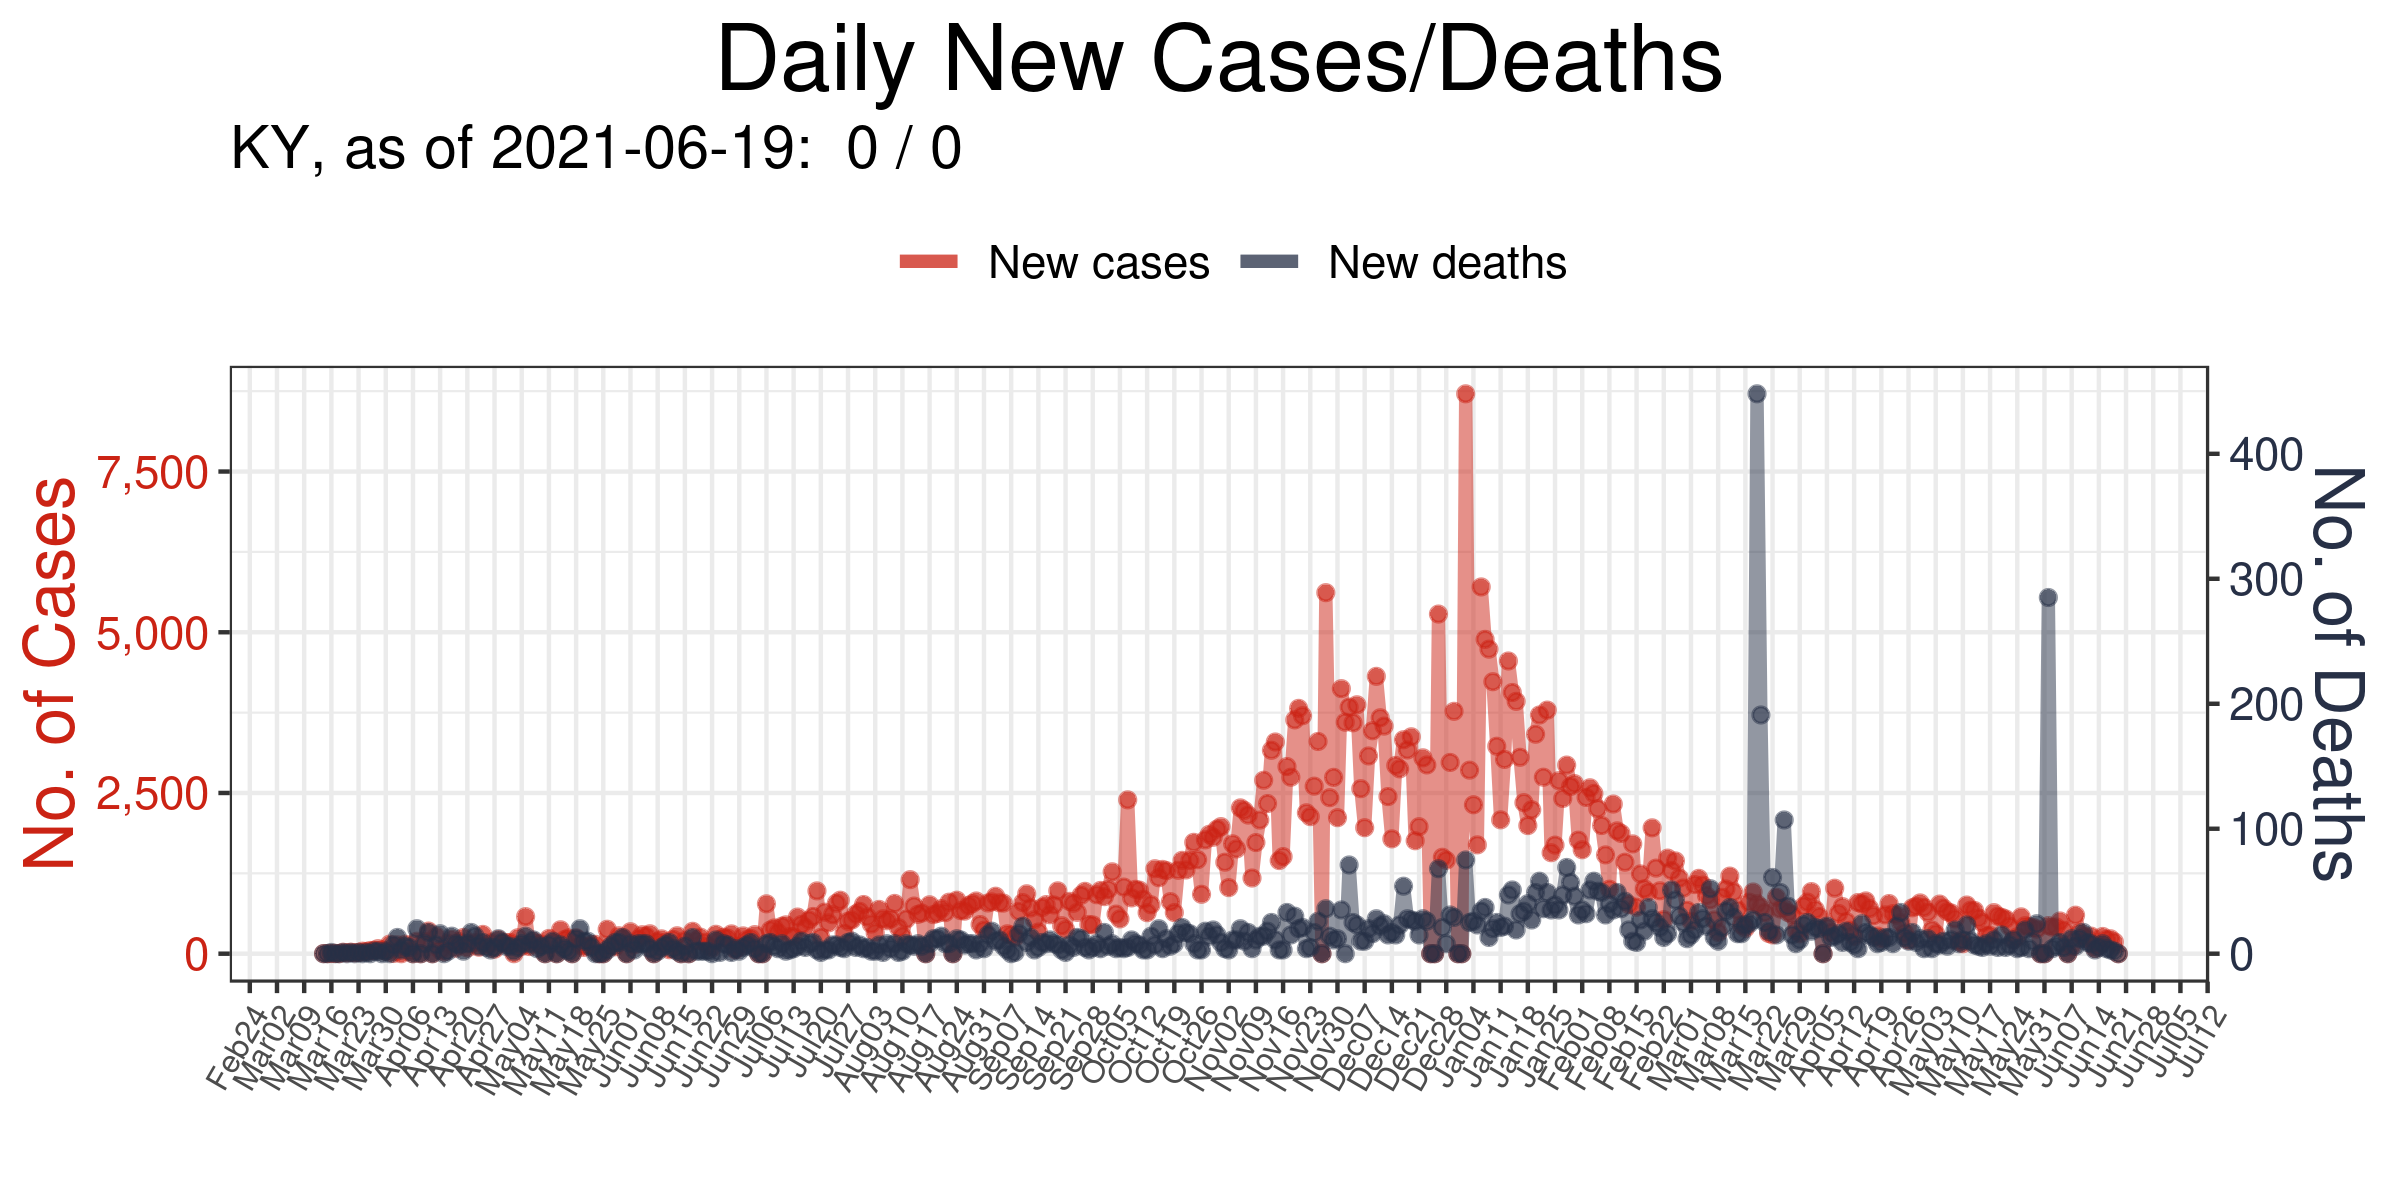 Daily New Cases/Deaths
KY, as of 2021-06-19: 0 / 0
New cases New deaths
No. of Cases
7,500
5,000
2,500
0
400
300
200
100
0
No. of Deaths
Feb24 Mar02 Mar09 Mar16 Mar23 Mar30 Apr06 Apr13 Apr20 Apr27 May04 May11 May18 May25 Jun01 Jun08 Jun15 Jun22 Jun29 Jul06 Jul13 Jul20 Jul27 Aug03 Aug10 Aug17 Aug24 Aug31 Sep07 Sep14 Sep21 Sep28 Oct05 Oct12 Oct19 Oct26 Nov02 Nov09 Nov16 Nov23 Nov30 Dec07 Dec14 Dec21 Dec28 Jan04 Jan11 Jan18 Jan25 Feb01 Feb08 Feb15 Feb22 Mar01 Mar08 Mar15 Mar22 Mar29 Apr05 Apr12 Apr19 Apr26 May03 May10 May17 May24 May31 Jun07 Jun14 Jun21 Jun28 Jul05 Jul12